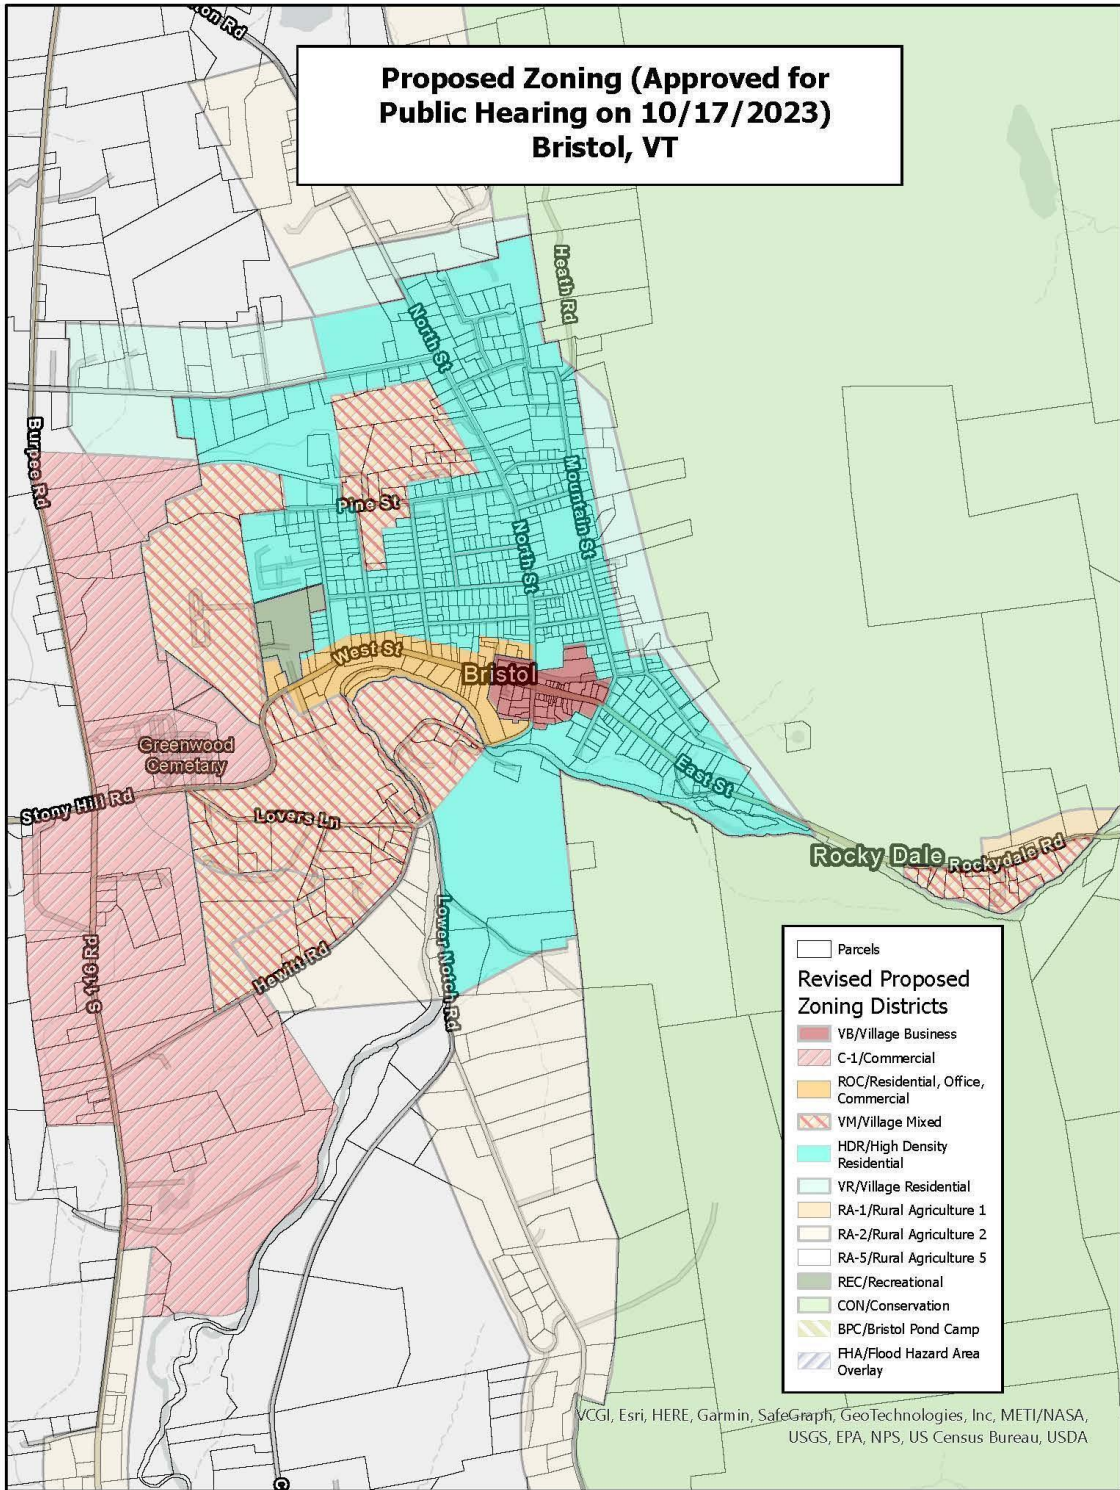 Proposed Zoning (Approved for
Public Hearing on 10/17/2023)
Bristol, VT
Rd
Heath Rd
North St
Burpee Rd
Mountain St
Pine St
North St
West St
Bristol
Greenwood
Cemetary
East St
Stony Hill Rd
Lovers Ln
Rocky Dale
Rockydale Rd
Lower Notch Rd
S 116 Rd
Hewitt Rd
Parcels
Revised Proposed
Zoning Districts
VB/Village Business
C-1/Commercial
ROC/Residential, Office,
Commercial
VM/Village Mixed
HDR/High Density
Residential
VR/Village Residential
RA-1/Rural Agriculture 1
RA-2/Rural Agriculture 2
RA-5/Rural Agriculture 5
REC/Recreational
CON/Conservation
BPC/Bristol Pond Camp
FHA/Flood Hazard Area
Overlay
VCGI, Esri, HERE, Garmin, SafeGraph, GeoTechnologies, Inc, METI/NASA,
USGS, EPA, NPS, US Census Bureau, USDA